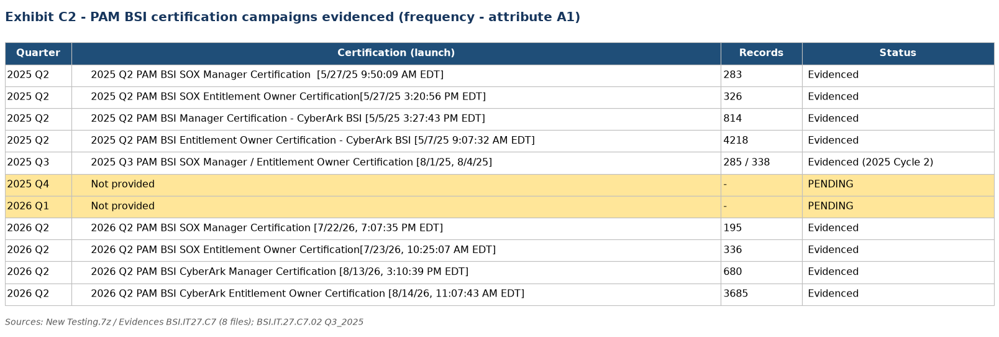 Exhibit C2 - PAM BSI certification campaigns evidenced (frequency - attribute A1)
Quarter Certification (launch) Records Status
2025 Q2 2025 Q2 PAM BSI SOX Manager Certification  [5/27/25 9:50:09 AM EDT] 283 Evidenced
2025 Q2 2025 Q2 PAM BSI SOX Entitlement Owner Certification[5/27/25 3:20:56 PM EDT] 326 Evidenced
2025 Q2 2025 Q2 PAM BSI Manager Certification - CyberArk BSI [5/5/25 3:27:43 PM EDT] 814 Evidenced
2025 Q2 2025 Q2 PAM BSI Entitlement Owner Certification - CyberArk BSI [5/7/25 9:07:32 AM EDT] 4218 Evidenced
2025 Q3 2025 Q3 PAM BSI SOX Manager / Entitlement Owner Certification [8/1/25, 8/4/25] 285 / 338 Evidenced (2025 Cycle 2)
2025 Q4 Not provided - PENDING
2026 Q1 Not provided - PENDING
2026 Q2 2026 Q2 PAM BSI SOX Manager Certification [7/22/26, 7:07:35 PM EDT] 195 Evidenced
2026 Q2 2026 Q2 PAM BSI SOX Entitlement Owner Certification[7/23/26, 10:25:07 AM EDT] 336 Evidenced
2026 Q2 2026 Q2 PAM BSI CyberArk Manager Certification [8/13/26, 3:10:39 PM EDT] 680 Evidenced
2026 Q2 2026 Q2 PAM BSI CyberArk Entitlement Owner Certification [8/14/26, 11:07:43 AM EDT] 3685 Evidenced
Sources: New Testing.7z / Evidences BSI.IT27.C7 (8 files); BSI.IT.27.C7.02 Q3_2025